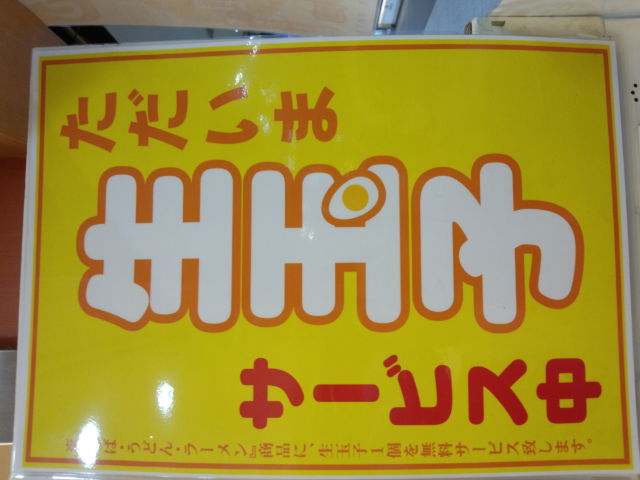 ただいま
生玉子
サービス中
ば・うどん・ラーメン』商品に、生玉子1個を無料サービス致します。